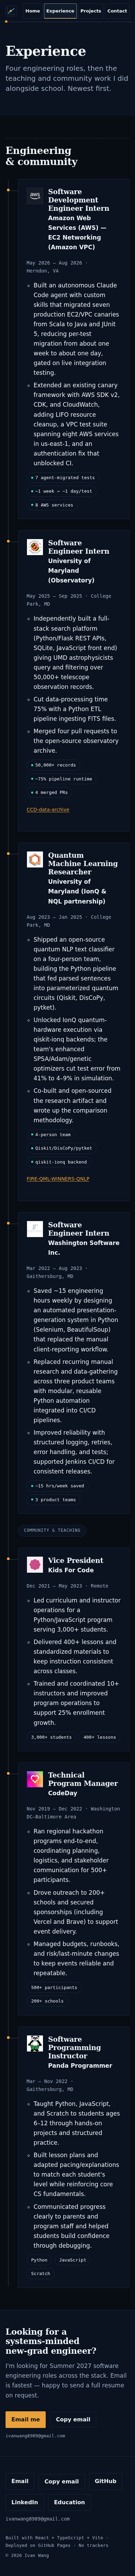 Home Experience Projects Contact
Experience
Four engineering roles, then the
teaching and community work I did
alongside school. Newest first.
Engineering
& community
aws
Software
Development
Engineer Intern
Amazon Web
Services (AWS) —
EC2 Networking
(Amazon VPC)
May 2026 – Aug 2026 ·
Herndon, VA
Built an autonomous Claude
Code agent with custom
skills that migrated seven
production EC2/VPC canaries
from Scala to Java and JUnit
5, reducing per-test
migration from about one
week to about one day,
gated on live integration
testing.
Extended an existing canary
framework with AWS SDK v2,
CDK, and CloudWatch,
adding LIFO resource
cleanup, a VPC test suite
spanning eight AWS services
in us-east-1, and an
authentication fix that
unblocked CI.
7 agent-migrated tests
~1 week → ~1 day/test
8 AWS services
Software
Engineer Intern
University of
Maryland
(Observatory)
May 2025 – Sep 2025 · College
Park, MD
Independently built a full-
stack search platform
(Python/Flask REST APIs,
SQLite, JavaScript front end)
giving UMD astrophysicists
query and filtering over
50,000+ telescope
observation records.
Cut data-processing time
75% with a Python ETL
pipeline ingesting FITS files.
Merged four pull requests to
the open-source observatory
archive.
50,000+ records
−75% pipeline runtime
4 merged PRs
CCD-data-archive
Quantum
Machine Learning
Researcher
University of
Maryland (IonQ &
NQL partnership)
Aug 2023 – Jan 2025 · College
Park, MD
Shipped an open-source
quantum NLP text classifier
on a four-person team,
building the Python pipeline
that fed parsed sentences
into parameterized quantum
circuits (Qiskit, DisCoPy,
pytket).
Unlocked IonQ quantum-
hardware execution via
qiskit-ionq backends; the
team's enhanced
SPSA/Adam/genetic
optimizers cut test error from
41% to 4–9% in simulation.
Co-built and open-sourced
the research artifact and
wrote up the comparison
methodology.
4-person team
Qiskit/DisCoPy/pytket
qiskit-ionq backend
FIRE-QML-WINNERS-QNLP
Software
Engineer Intern
Washington Software
Inc.
Mar 2022 – Aug 2023 ·
Gaithersburg, MD
Saved ~15 engineering
hours weekly by designing
an automated presentation-
generation system in Python
(Selenium, BeautifulSoup)
that replaced the manual
client-reporting workflow.
Replaced recurring manual
research and data-gathering
across three product teams
with modular, reusable
Python automation
integrated into CI/CD
pipelines.
Improved reliability with
structured logging, retries,
error handling, and tests;
supported Jenkins CI/CD for
consistent releases.
~15 hrs/week saved
3 product teams
COMMUNITY & TEACHING
Vice President
Kids For Code
Dec 2021 – May 2023 · Remote
Led curriculum and instructor
operations for a
Python/JavaScript program
serving 3,000+ students.
Delivered 400+ lessons and
standardized materials to
keep instruction consistent
across classes.
Trained and coordinated 10+
instructors and improved
program operations to
support 25% enrollment
growth.
3,000+ students 400+ lessons
Technical
Program Manager
CodeDay
Nov 2019 – Dec 2022 · Washington
DC–Baltimore Area
Ran regional hackathon
programs end-to-end,
coordinating planning,
logistics, and stakeholder
communication for 500+
participants.
Drove outreach to 200+
schools and secured
sponsorships (including
Vercel and Brave) to support
event delivery.
Managed budgets, runbooks,
and risk/last-minute changes
to keep events reliable and
repeatable.
500+ participants
200+ schools
Software
Programming
Instructor
Panda Programmer
Mar – Nov 2022 ·
Gaithersburg, MD
Taught Python, JavaScript,
and Scratch to students ages
6–12 through hands-on
projects and structured
practice.
Built lesson plans and
adapted pacing/explanations
to match each student's
level while reinforcing core
CS fundamentals.
Communicated progress
clearly to parents and
program staff and helped
students build confidence
through debugging.
Python JavaScript
Scratch
Looking for a
systems-minded
new-grad engineer?
I'm looking for Summer 2027 software
engineering roles across the stack. Email
is fastest — happy to send a full resume
on request.
Email me Copy email
ivanwang8989@gmail.com
Email Copy email GitHub
LinkedIn Education
ivanwang8989@gmail.com
Built with React + TypeScript + Vite ·
Deployed on GitHub Pages · No trackers
© 2026 Ivan Wang